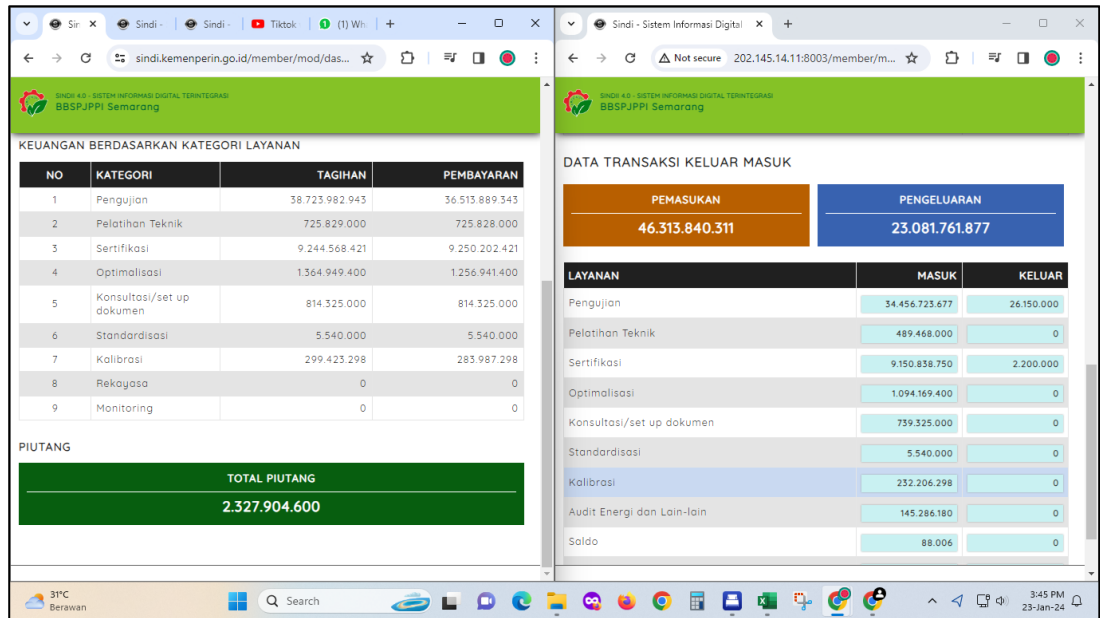 Sin
Sindi -
Sindi -
Tiktok
(1) Wh
sindi.kemenperin.go.id/member/mod/das...
SINDI 4.0 - SISTEM INFORMASI DIGITAL TERINTEGRASI
BBSPJPPI Semarang
KEUANGAN BERDASARKAN KATEGORI LAYANAN
NO KATEGORI TAGIHAN PEMBAYARAN
1 Pengujian 38.723.982.943 36.513.889.343
2 Pelatihan Teknik 725.829.000 725.828.000
3 Sertifikasi 9.244.568.421 9.250.202.421
4 Optimalisasi 1.364.949.400 1.256.941.400
5 Konsultasi/set up dokumen 814.325.000 814.325.000
6 Standardisasi 5.540.000 5.540.000
7 Kalibrasi 299.423.298 283.987.298
8 Rekayasa 0 0
9 Monitoring 0 0
PIUTANG
TOTAL PIUTANG
2.327.904.600
Sindi - Sistem Informasi Digital
Not secure 202.145.14.11:8003/member/m...
SINDI 4.0 - SISTEM INFORMASI DIGITAL TERINTEGRASI
BBSPJPPI Semarang
DATA TRANSAKSI KELUAR MASUK
PEMASUKAN
46.313.840.311
PENGELUARAN
23.081.761.877
LAYANAN MASUK KELUAR
Pengujian 34.456.723.677 26.150.000
Pelatihan Teknik 489.468.000 0
Sertifikasi 9.150.838.750 2.200.000
Optimalisasi 1.094.169.400 0
Konsultasi/set up dokumen 739.325.000 0
Standardisasi 5.540.000 0
Kalibrasi 232.206.298 0
Audit Energi dan Lain-lain 145.286.180 0
Saldo 88.006 0
31°C
Berawan
Search
3:45 PM
23-Jan-24